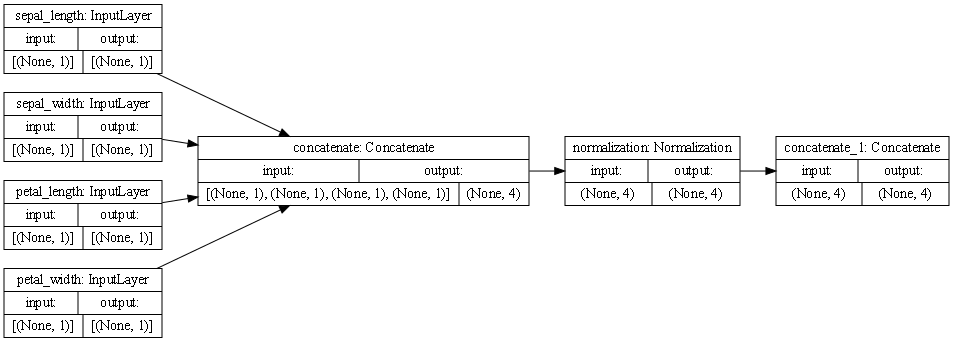 sepal_length: InputLayer
input: output:
[(None, 1)] [(None, 1)]
sepal_width: InputLayer
input: output:
[(None, 1)] [(None, 1)]
petal_length: InputLayer
input: output:
[(None, 1)] [(None, 1)]
petal_width: InputLayer
input: output:
[(None, 1)] [(None, 1)]
concatenate: Concatenate
input: output:
[(None, 1), (None, 1), (None, 1), (None, 1)] (None, 4)
normalization: Normalization
input: output:
(None, 4) (None, 4)
concatenate_1: Concatenate
input: output:
(None, 4) (None, 4)